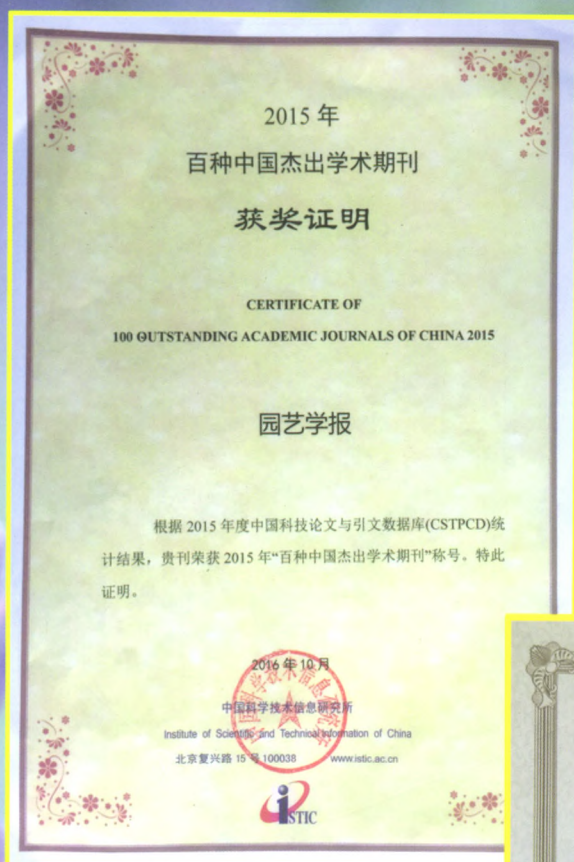 2015 年
百种中国杰出学术期刊
获奖证明
CERTIFICATE OF
100 OUTSTANDING ACADEMIC JOURNALS OF CHINA 2015
园艺学报
根据 2015 年度中国科技论文与引文数据库(CSTPCD)统
计结果，贵刊荣获 2015 年“百种中国杰出学术期刊”称号。特此
证明。
2016 年 10 月
中国科学技术信息研究所
Institute of Scientific and Technical Information of China
北京复兴路 15 号 100038 www.istic.ac.cn
ISTIC